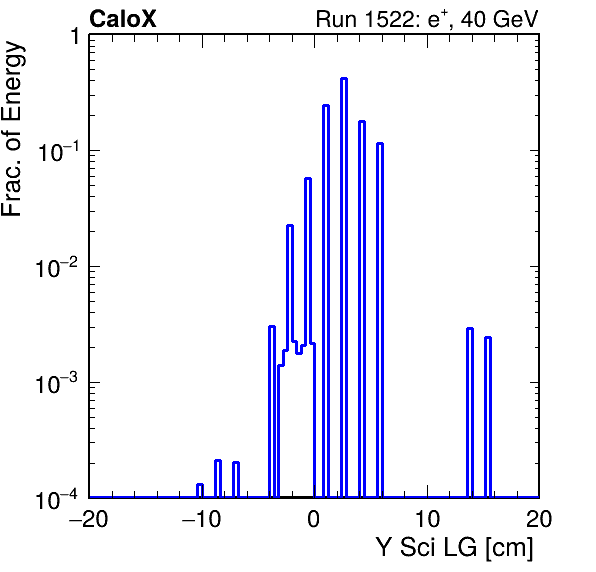 CaloX Run 1522: e⁺, 40 GeV
Frac. of Energy
1
10⁻¹
10⁻²
10⁻³
10⁻⁴
−20 −10 0 10 20
Y Sci LG [cm]